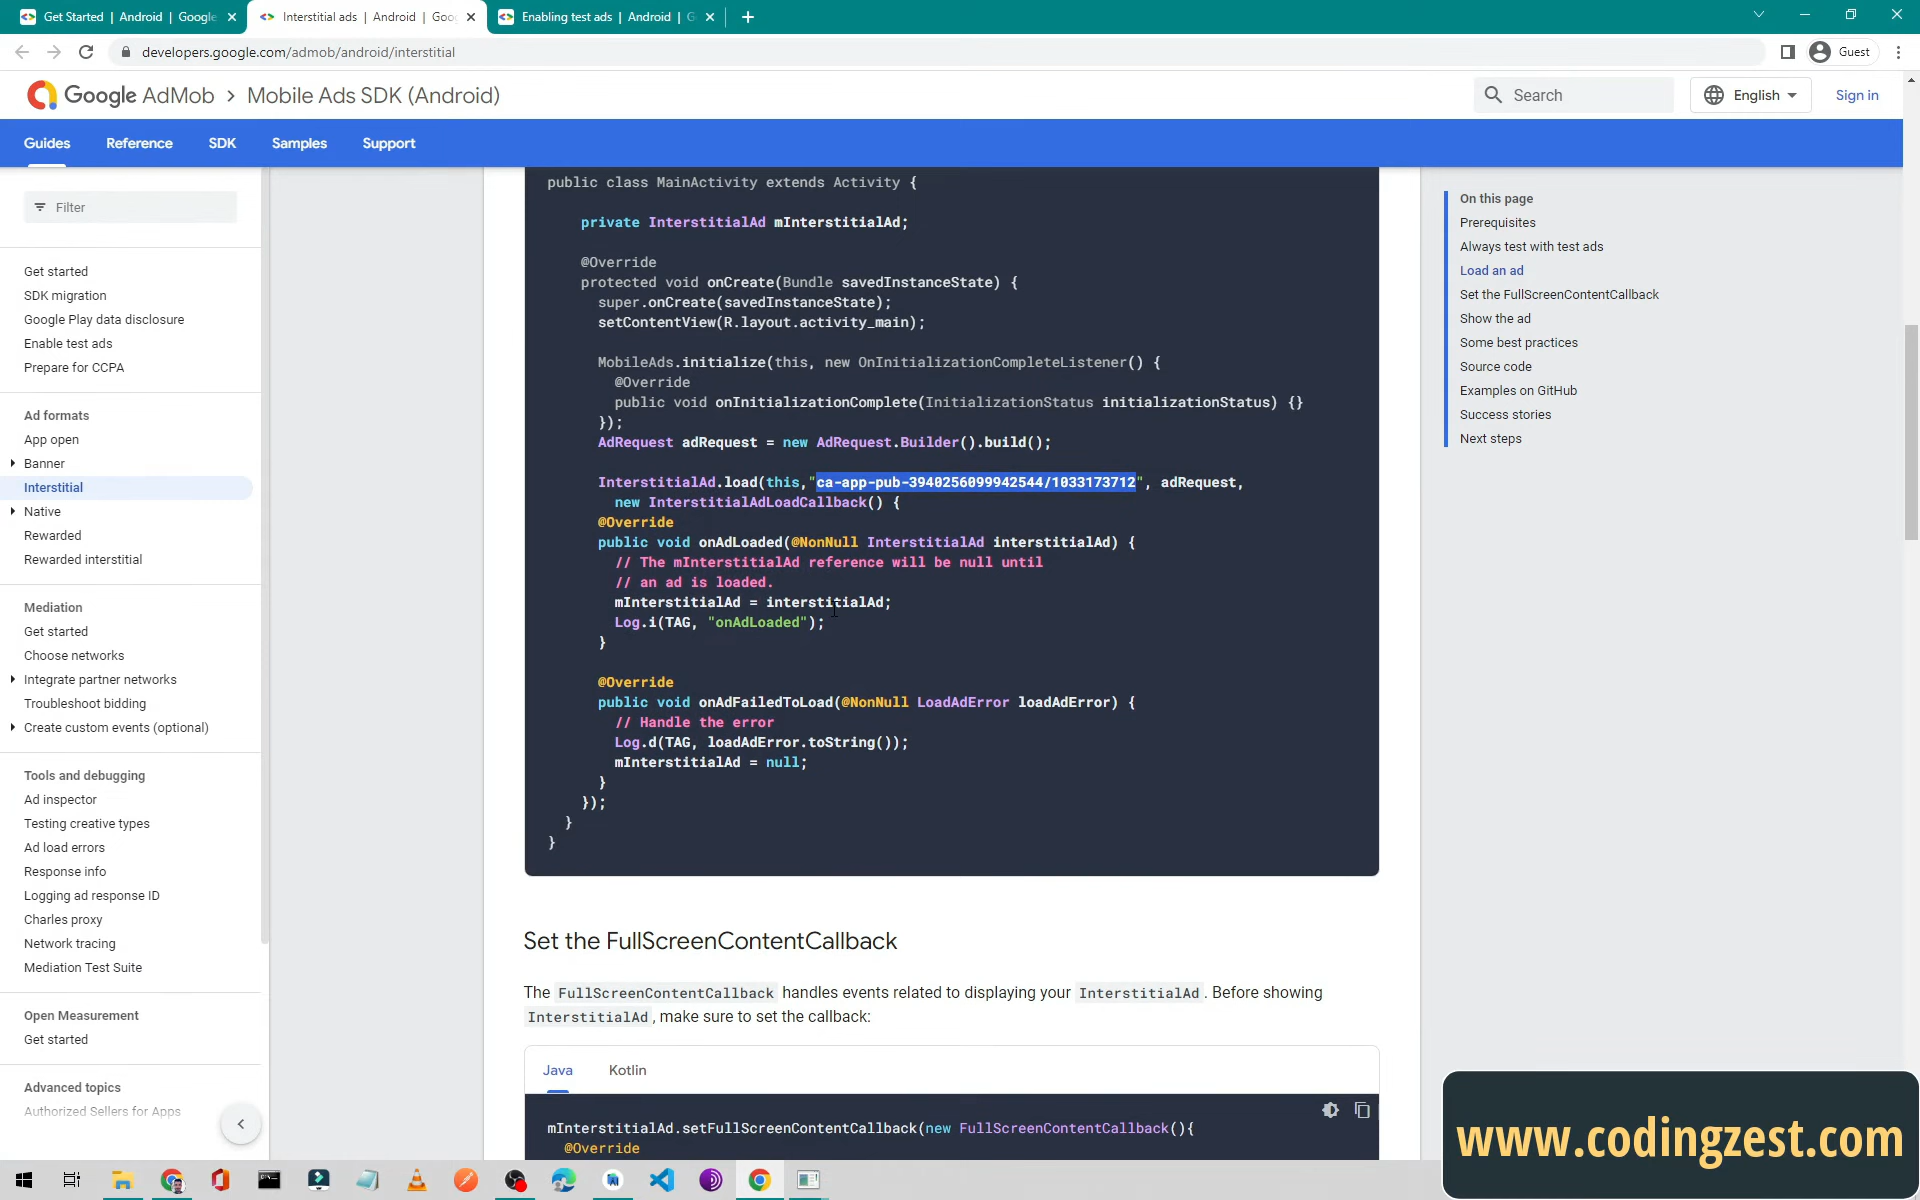 Get Started | Android | Google
Interstitial ads | Android | Goog
Enabling test ads | Android | G
developers.google.com/admob/android/interstitial
Guest
Google AdMob > Mobile Ads SDK (Android)
Search
English
Sign in
Guides
Reference
SDK
Samples
Support
Filter
Get started
SDK migration
Google Play data disclosure
Enable test ads
Prepare for CCPA
Ad formats
App open
Banner
Interstitial
Native
Rewarded
Rewarded interstitial
Mediation
Get started
Choose networks
Integrate partner networks
Troubleshoot bidding
Create custom events (optional)
Tools and debugging
Ad inspector
Testing creative types
Ad load errors
Response info
Logging ad response ID
Charles proxy
Network tracing
Mediation Test Suite
Open Measurement
Get started
Advanced topics
Authorized Sellers for Apps
public class MainActivity extends Activity {
private InterstitialAd mInterstitialAd;
@Override
protected void onCreate(Bundle savedInstanceState) {
super.onCreate(savedInstanceState);
setContentView(R.layout.activity_main);
MobileAds.initialize(this, new OnInitializationCompleteListener() {
@Override
public void onInitializationComplete(InitializationStatus initializationStatus) {}
});
AdRequest adRequest = new AdRequest.Builder().build();
InterstitialAd.load(this,"ca-app-pub-3940256099942544/1033173712", adRequest,
new InterstitialAdLoadCallback() {
@Override
public void onAdLoaded(@NonNull InterstitialAd interstitialAd) {
// The mInterstitialAd reference will be null until
// an ad is loaded.
mInterstitialAd = interstitialAd;
Log.i(TAG, "onAdLoaded");
}
@Override
public void onAdFailedToLoad(@NonNull LoadAdError loadAdError) {
// Handle the error
Log.d(TAG, loadAdError.toString());
mInterstitialAd = null;
}
});
}
}
Set the FullScreenContentCallback
The FullScreenContentCallback handles events related to displaying your InterstitialAd. Before showing
InterstitialAd, make sure to set the callback:
Java
Kotlin
mInterstitialAd.setFullScreenContentCallback(new FullScreenContentCallback(){
@Override
On this page
Prerequisites
Always test with test ads
Load an ad
Set the FullScreenContentCallback
Show the ad
Some best practices
Source code
Examples on GitHub
Success stories
Next steps
www.codingzest.com